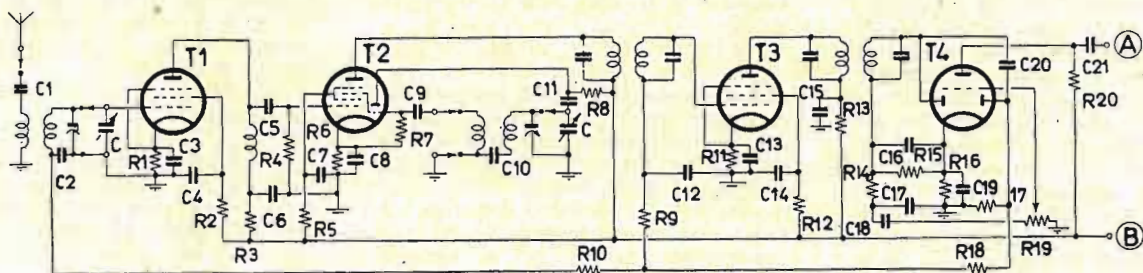 T1 T2 T3 T4 A
C1 C20 C21
C11 R8 C15 R13 R20
C9
C5 R6 R7 C C
R4
C3 C7 C8 C10 R11 C13 C16 R15 R16
R1 R14
C2 C4 C12 C14 C17 C19 17
R2 C6 R5 R9 R12 C18 R19
R3 B
R10 R18